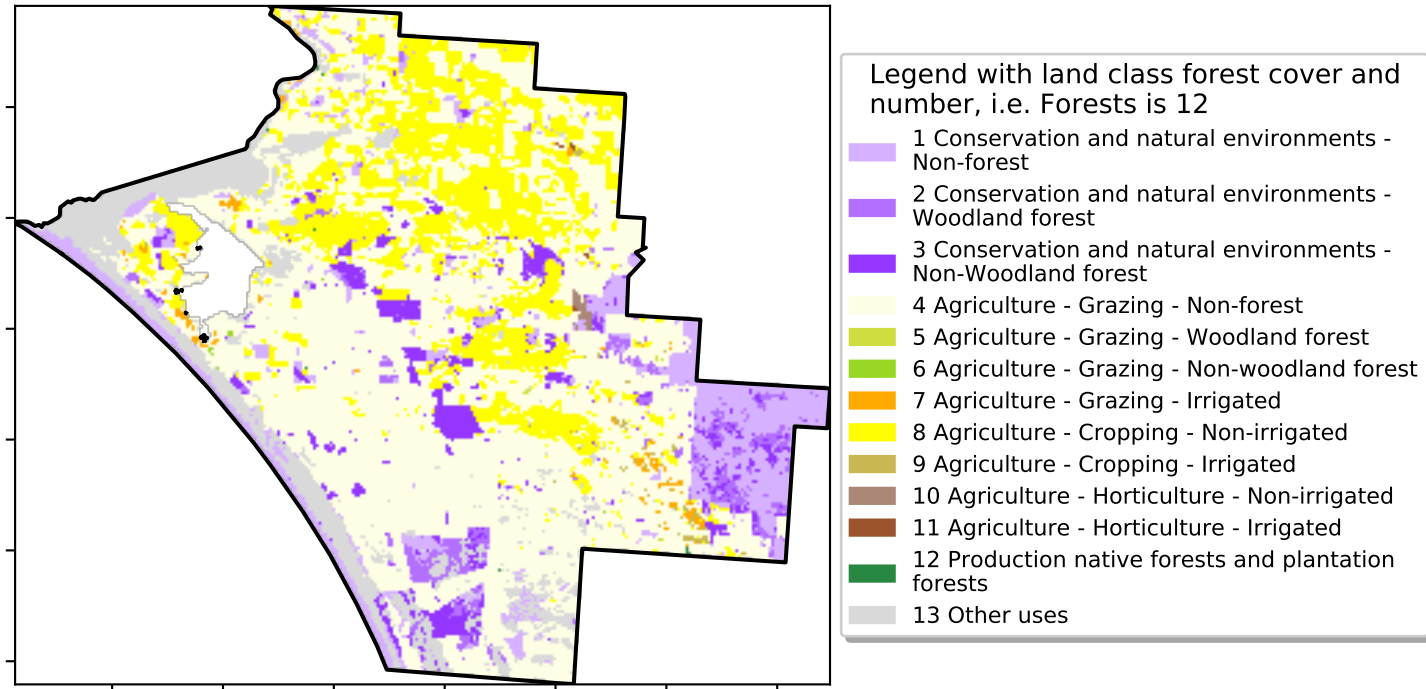 Legend with land class forest cover and
number, i.e. Forests is 12
1 Conservation and natural environments -
Non-forest
2 Conservation and natural environments -
Woodland forest
3 Conservation and natural environments -
Non-Woodland forest
4 Agriculture - Grazing - Non-forest
5 Agriculture - Grazing - Woodland forest
6 Agriculture - Grazing - Non-woodland forest
7 Agriculture - Grazing - Irrigated
8 Agriculture - Cropping - Non-irrigated
9 Agriculture - Cropping - Irrigated
10 Agriculture - Horticulture - Non-irrigated
11 Agriculture - Horticulture - Irrigated
12 Production native forests and plantation
forests
13 Other uses